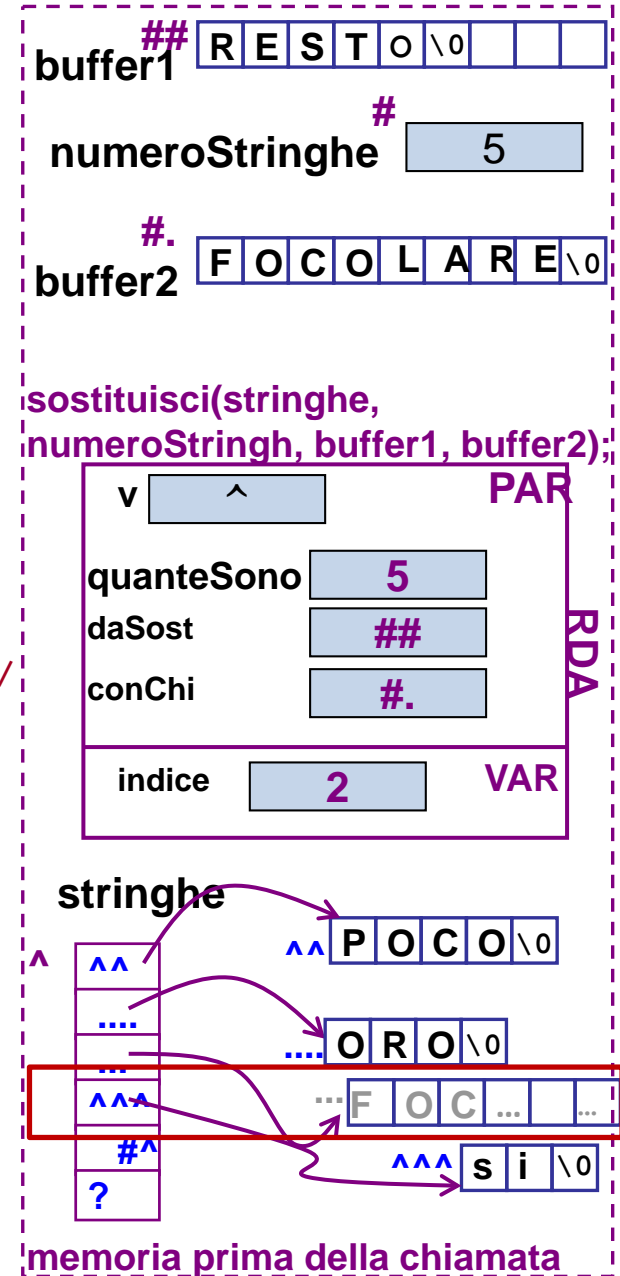 ## R E S T O \0
buffer1
#
numeroStringhe 5
#.
buffer2 F O C O L A R E \0
sostituisci(stringhe,
numeroStringh, buffer1, buffer2);
v ^ PAR
quanteSono 5
daSost ##
conChi #.
RDA
indice 2 VAR
stringhe
^ ^^ ^^ P O C O \0
.... .... O R O \0
... ... F O C ... ...
^^^
#^ ^^^ s i \0
?
memoria prima della chiamata